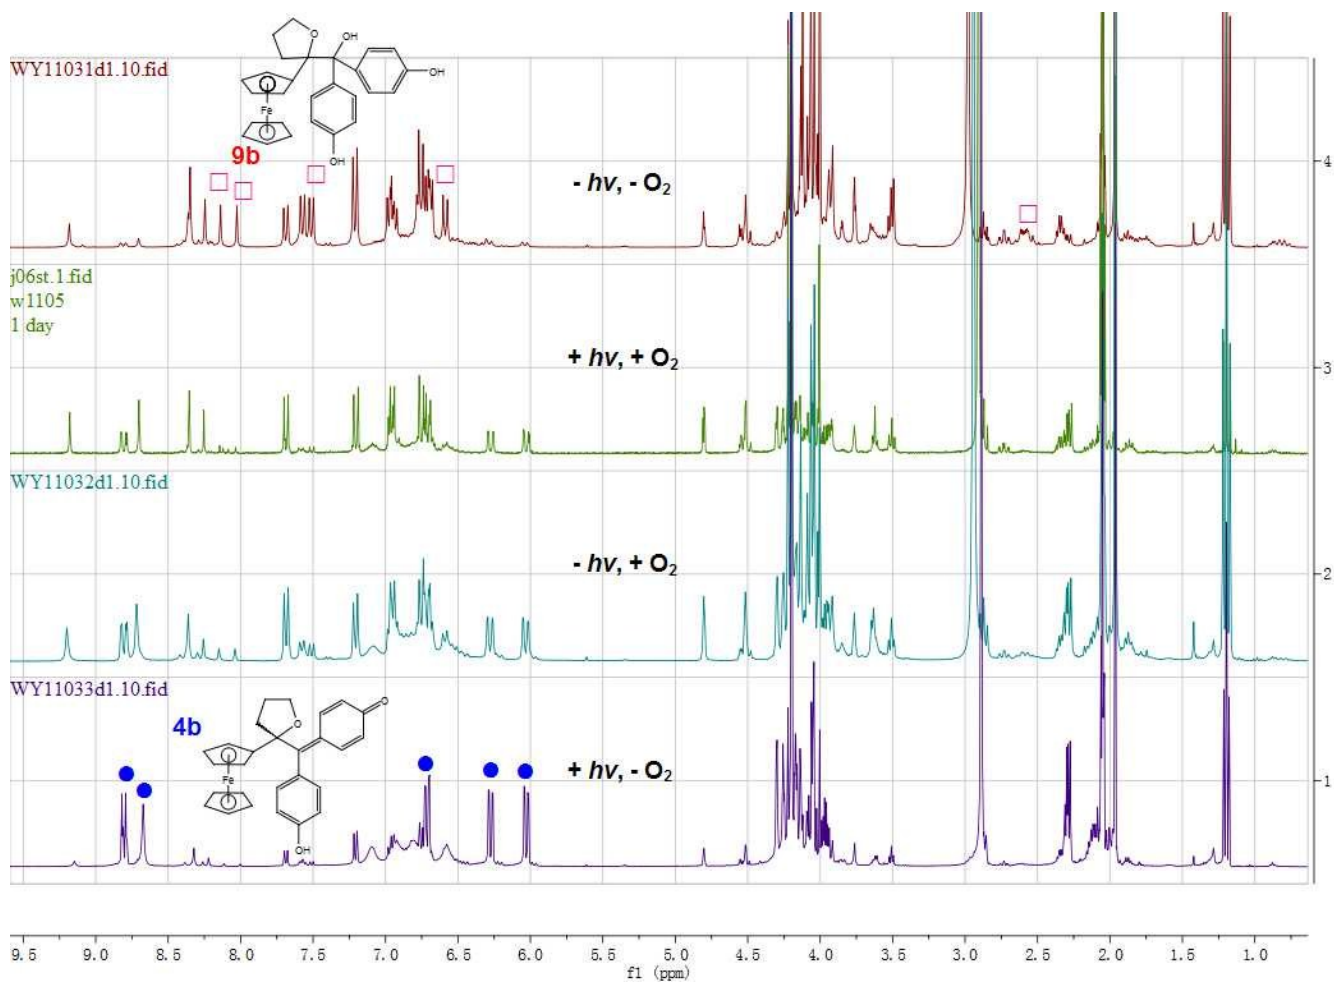 WY11031d1.10.fid
O
OH
OH
Fe
OH
9b
- hν, - O₂
4
j06st.1.fid
w1105
1 day
+ hν, + O₂
3
WY11032d1.10.fid
- hν, + O₂
2
WY11033d1.10.fid
4b
O
O
Fe
OH
+ hν, - O₂
1
9.5 9.0 8.5 8.0 7.5 7.0 6.5 6.0 5.5 5.0 4.5 4.0 3.5 3.0 2.5 2.0 1.5 1.0
f1 (ppm)